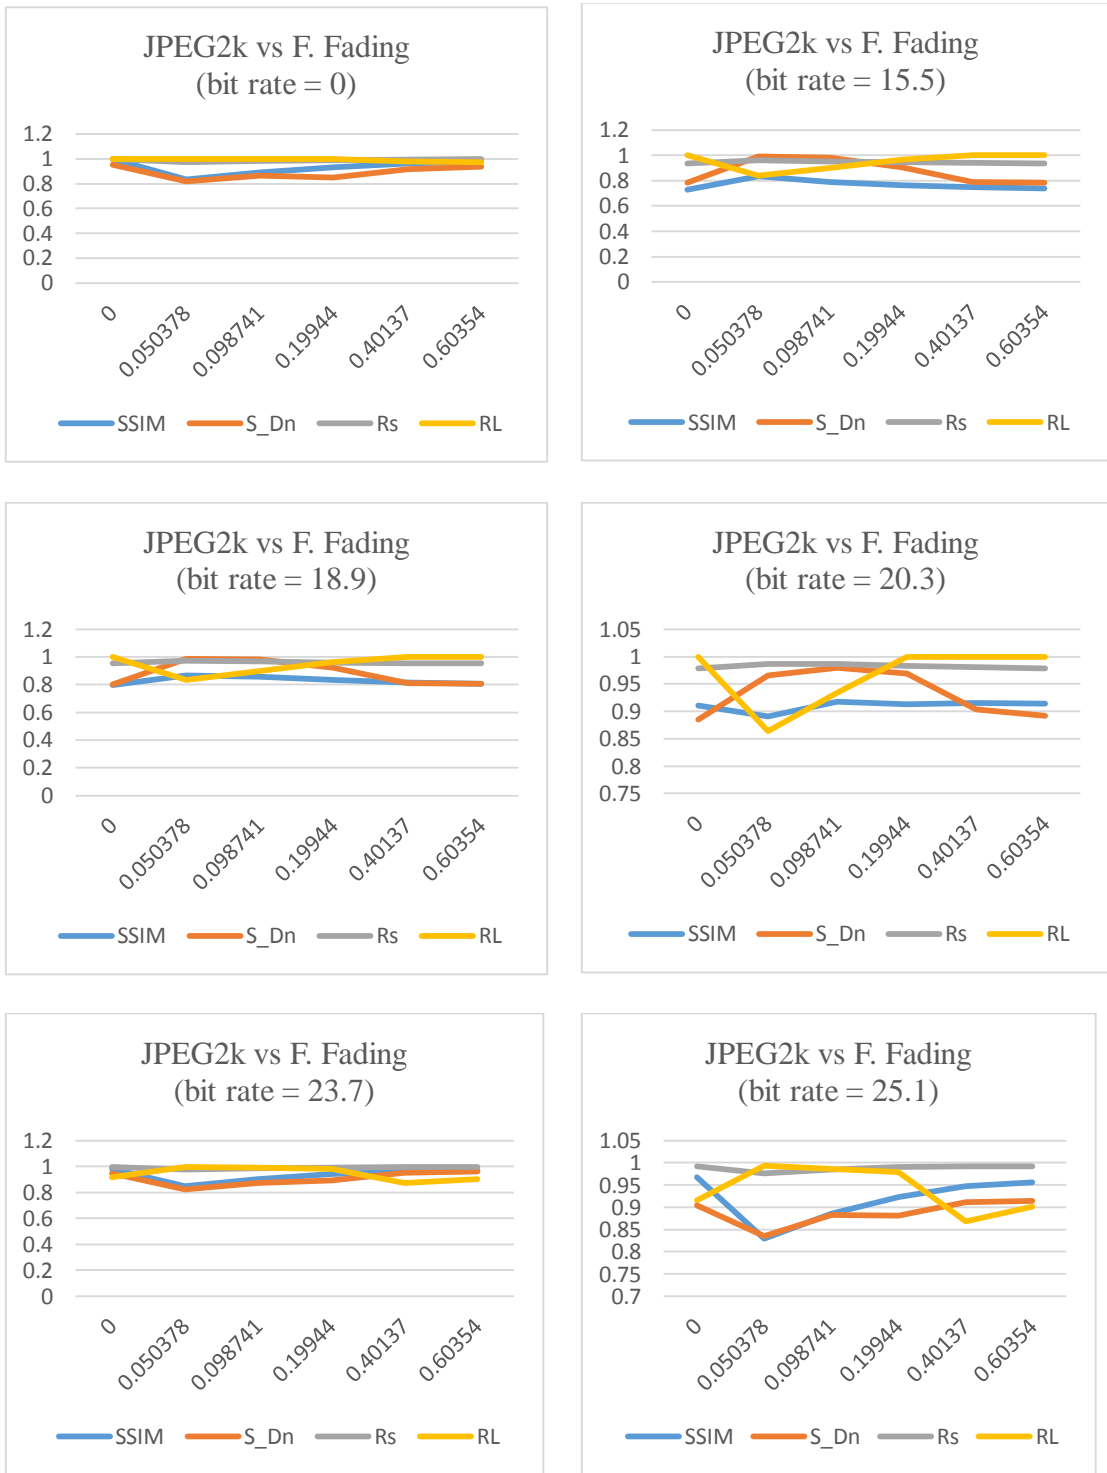 JPEG2k vs F. Fading
(bit rate = 0)
1.2
1
0.8
0.6
0.4
0.2
0
0 0.050378 0.098741 0.19944 0.40137 0.60354
SSIM S_Dn Rs RL
JPEG2k vs F. Fading
(bit rate = 15.5)
1.2
1
0.8
0.6
0.4
0.2
0
0 0.050378 0.098741 0.19944 0.40137 0.60354
SSIM S_Dn Rs RL
JPEG2k vs F. Fading
(bit rate = 18.9)
1.2
1
0.8
0.6
0.4
0.2
0
0 0.050378 0.098741 0.19944 0.40137 0.60354
SSIM S_Dn Rs RL
JPEG2k vs F. Fading
(bit rate = 20.3)
1.05
1
0.95
0.9
0.85
0.8
0.75
0 0.050378 0.098741 0.19944 0.40137 0.60354
SSIM S_Dn Rs RL
JPEG2k vs F. Fading
(bit rate = 23.7)
1.2
1
0.8
0.6
0.4
0.2
0
0 0.050378 0.098741 0.19944 0.40137 0.60354
SSIM S_Dn Rs RL
JPEG2k vs F. Fading
(bit rate = 25.1)
1.05
1
0.95
0.9
0.85
0.8
0.75
0.7
0 0.050378 0.098741 0.19944 0.40137 0.60354
SSIM S_Dn Rs RL